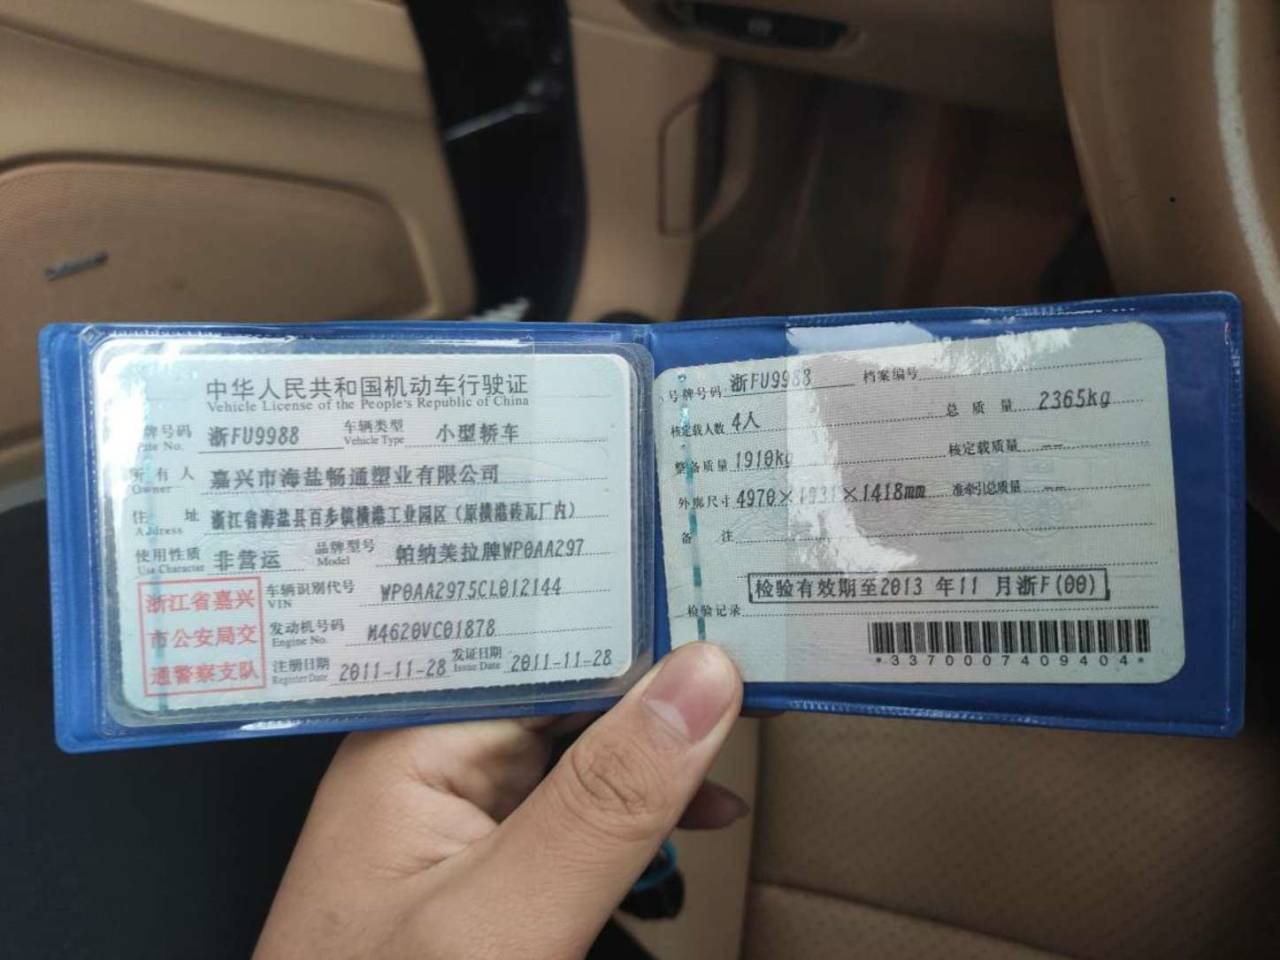 中华人民共和国机动车行驶证
Vehicle License of the People's Republic of China
牌号码 浙FU9988 车辆类型 小型轿车
Plate No. Vehicle Type
所有人 嘉兴市海盐畅通塑业有限公司
Owner
住址 浙江省海盐县百步镇横港工业园区(原横港砖瓦厂内)
Address
使用性质 非营运 品牌型号 帕纳美拉牌WP0AA297
Use Character Model
浙江省嘉兴
市公安局交
通警察支队
车辆识别代号 WP0AA2975CL012144
VIN
发动机号码 M4620VC01878
Engine No.
注册日期 2011-11-28 发证日期 2011-11-28
Register Date Issue Date
号牌号码 浙FU9988 档案编号
核定载人数 4人 总质量 2365kg
整备质量 1910kg 核定载质量 --
外廓尺寸 4970×1931×1418mm 准牵引总质量 --
备注
检验有效期至2013 年11 月浙F(00)
检验记录
*3370007409404*